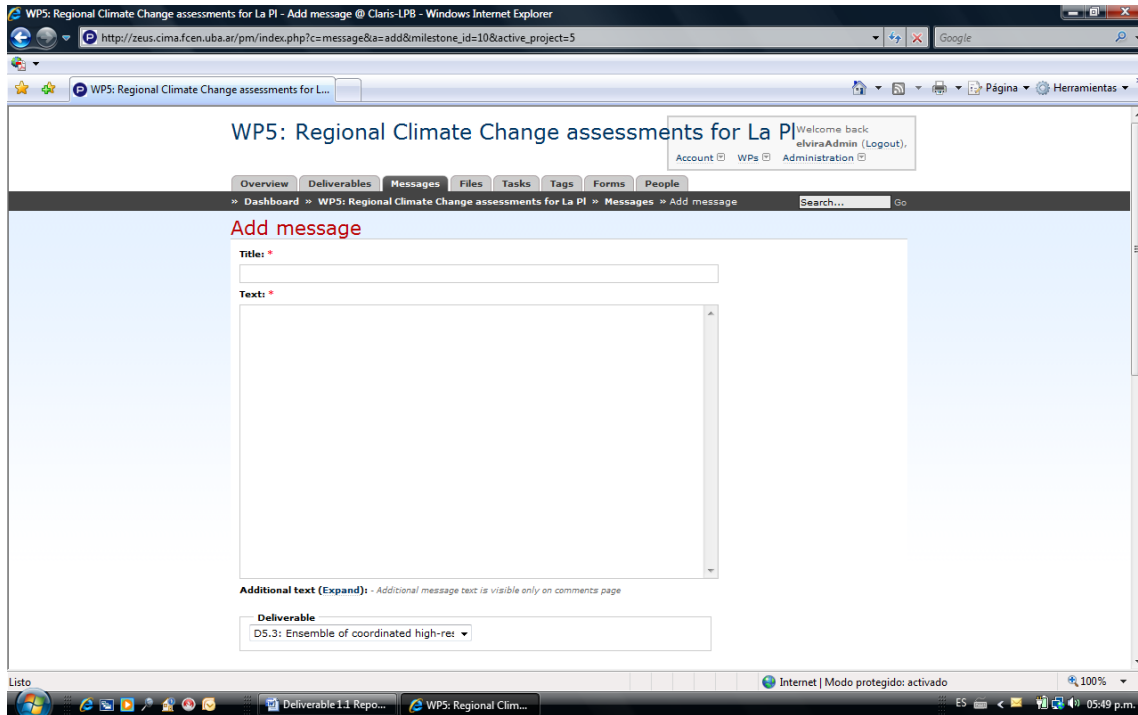 WP5: Regional Climate Change assessments for La Pl - Add message @ Claris-LPB - Windows Internet Explorer
http://zeus.cima.fcen.uba.ar/pm/index.php?c=message&a=add&milestone_id=10&active_project=5
Google
WP5: Regional Climate Change assessments for L...
Página
Herramientas
WP5: Regional Climate Change assessments for La Pl
Welcome back
elviraAdmin (Logout),
Account WPs Administration
Overview Deliverables Messages Files Tasks Tags Forms People
» Dashboard » WP5: Regional Climate Change assessments for La Pl » Messages » Add message
Search... Go
Add message
Title: *
Text: *
Additional text (Expand): - Additional message text is visible only on comments page
Deliverable
D5.3: Ensemble of coordinated high-re
Listo
Internet | Modo protegido: activado
100%
Deliverable 1.1 Repo...
WP5: Regional Clim...
ES
05:49 p.m.